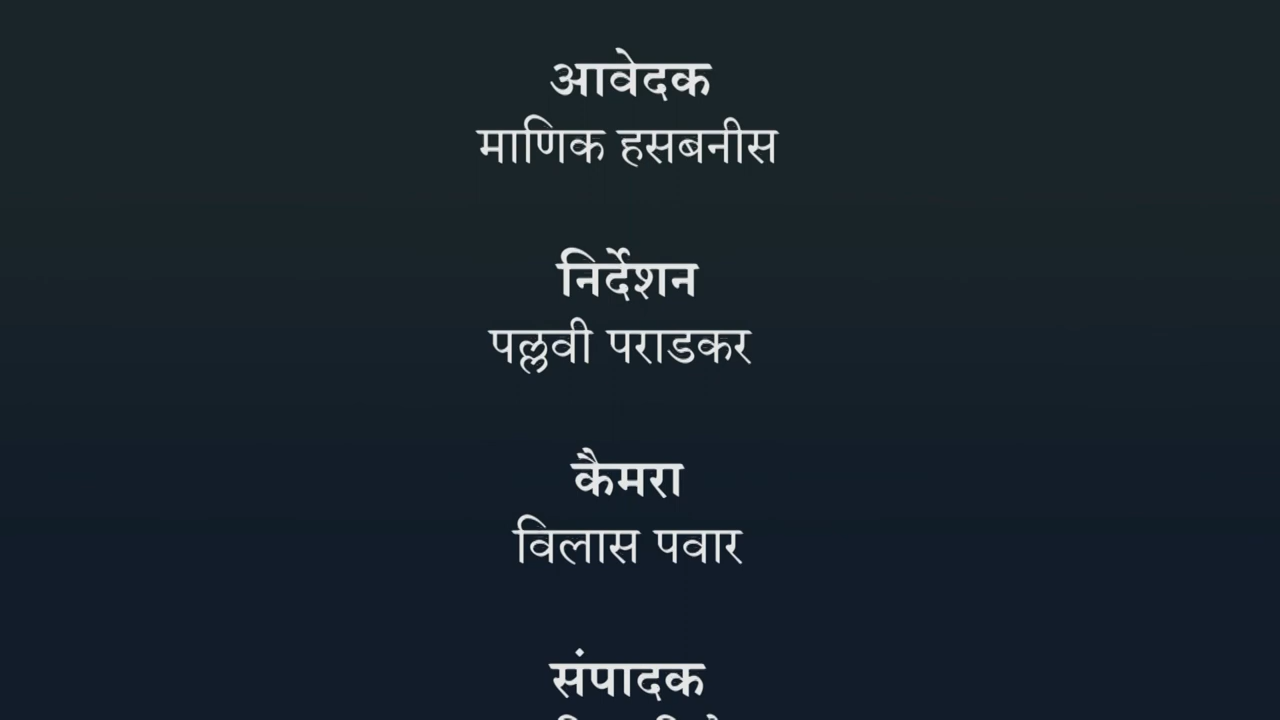 आवेदक
माणिक हसबनीस
निर्देशन
पल्लवी पराडकर
कैमरा
विलास पवार
संपादक